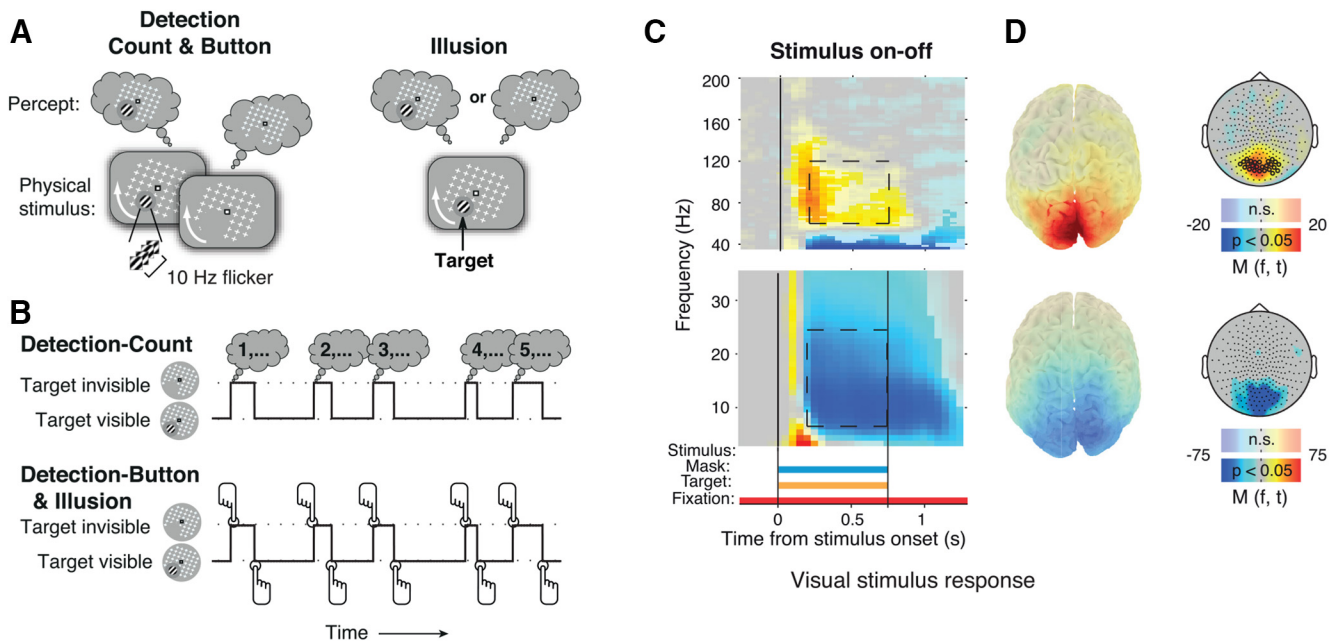 A
Detection
Count & Button
Illusion
Percept:
or
Physical
stimulus:
10 Hz flicker
Target
B
Detection-Count
1,... 2,... 3,... 4,... 5,...
Target invisible
Target visible
Detection-Button
& Illusion
Target invisible
Target visible
Time
C
Stimulus on-off
Frequency (Hz)
200
160
120
80
40
30
20
10
Stimulus:
Mask:
Target:
Fixation:
0 0.5 1
Time from stimulus onset (s)
Visual stimulus response
D
n.s.
-20 20
p < 0.05
M (f, t)
n.s.
-75 75
p < 0.05
M (f, t)